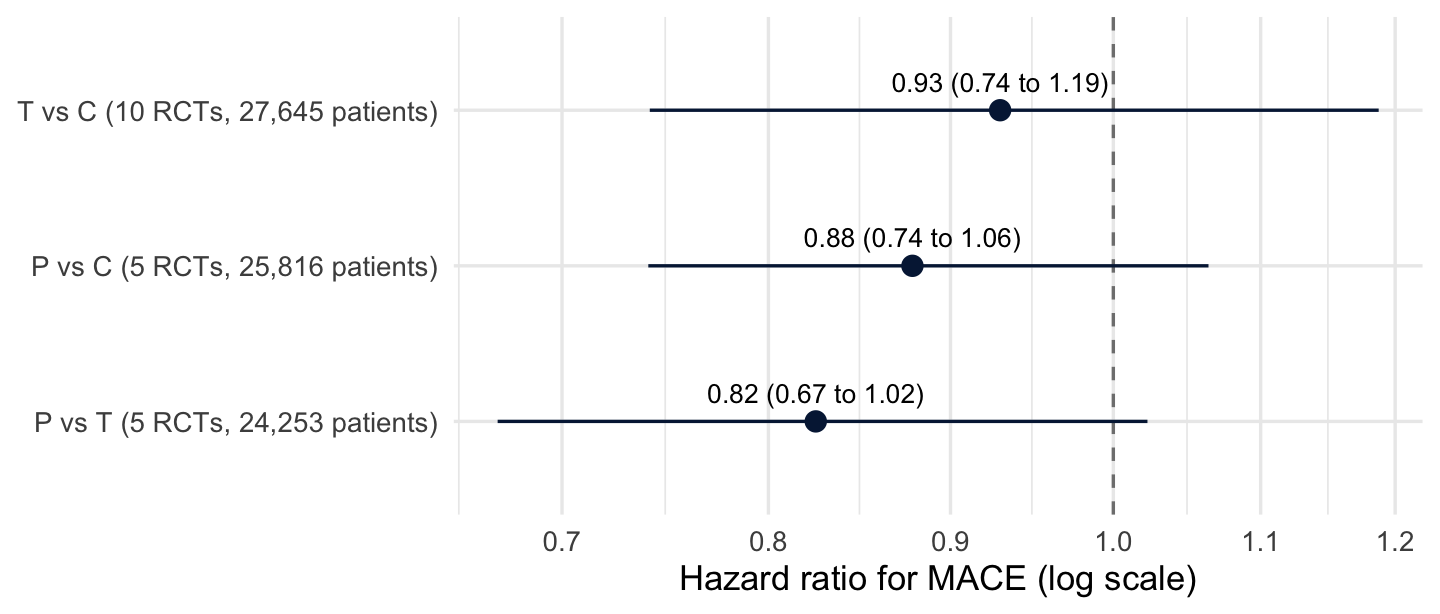 0.93 (0.74 to 1.19)
T vs C (10 RCTs, 27,645 patients)
0.88 (0.74 to 1.06)
P vs C (5 RCTs, 25,816 patients)
0.82 (0.67 to 1.02)
P vs T (5 RCTs, 24,253 patients)
0.7 0.8 0.9 1.0 1.1 1.2
Hazard ratio for MACE (log scale)